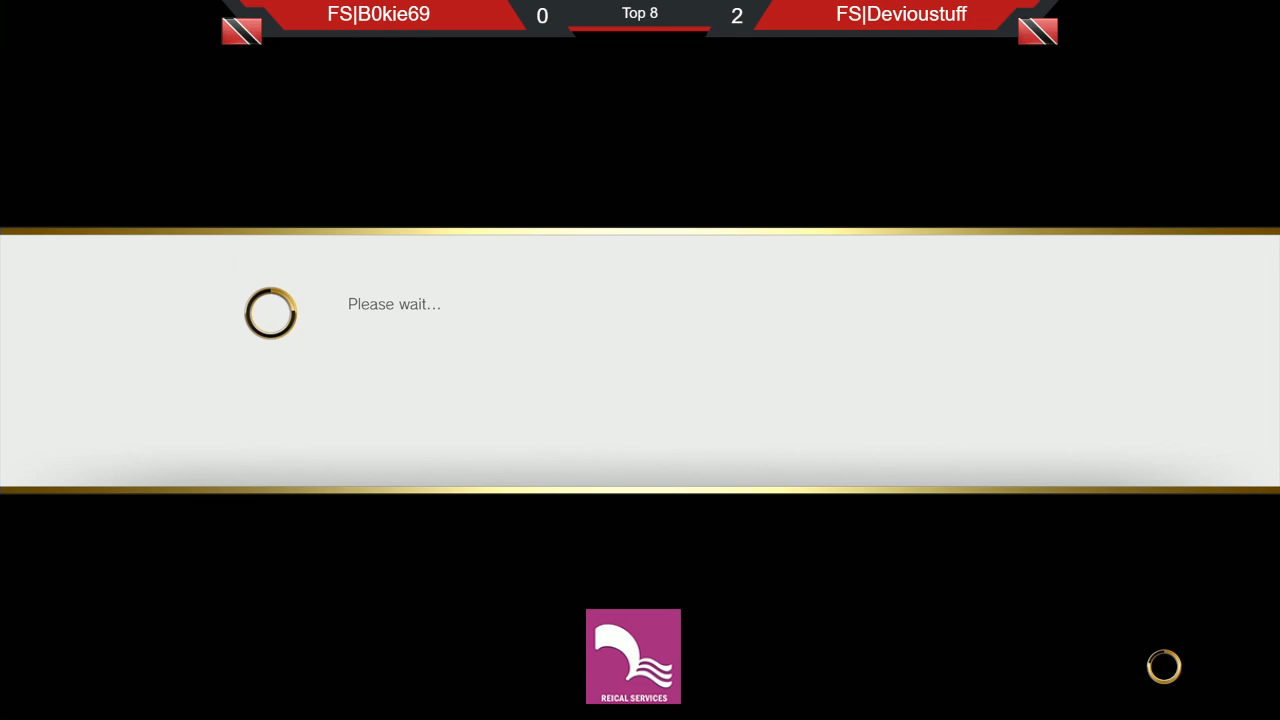 FS|B0kie69
0
Top 8
2
FS|Devioustuff
Please wait...
REICAL SERVICES